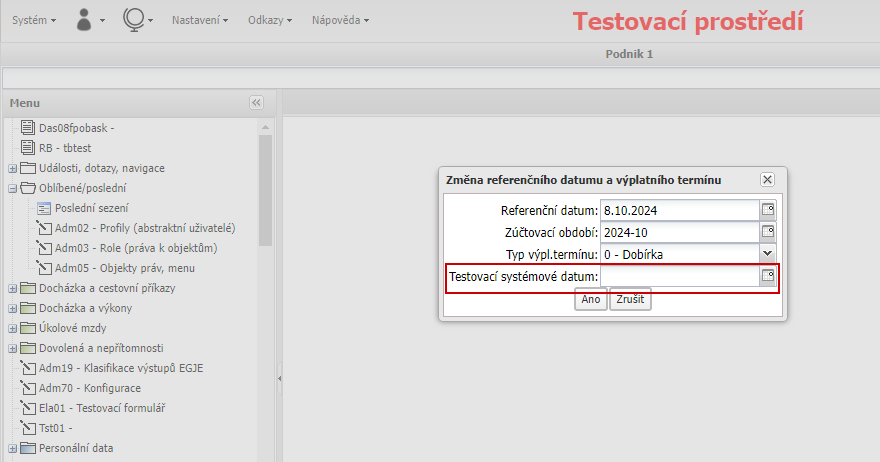 Systém
Nastavení
Odkazy
Nápověda
Testovací prostředí
Podnik 1
Menu
Das08fpobask -
RB - tbtest
Události, dotazy, navigace
Oblíbené/poslední
Poslední sezení
Adm02 - Profily (abstraktní uživatelé)
Adm03 - Role (práva k objektům)
Adm05 - Objekty práv, menu
Docházka a cestovní příkazy
Docházka a výkony
Úkolové mzdy
Dovolená a nepřítomnosti
Adm19 - Klasifikace výstupů EGJE
Adm70 - Konfigurace
Ela01 - Testovací formulář
Tst01 -
Personální data
Změna referenčního datumu a výplatního termínu
Referenční datum: 8.10.2024
Zúčtovací období: 2024-10
Typ výpl.termínu: 0 - Dobírka
Testovací systémové datum:
Ano Zrušit